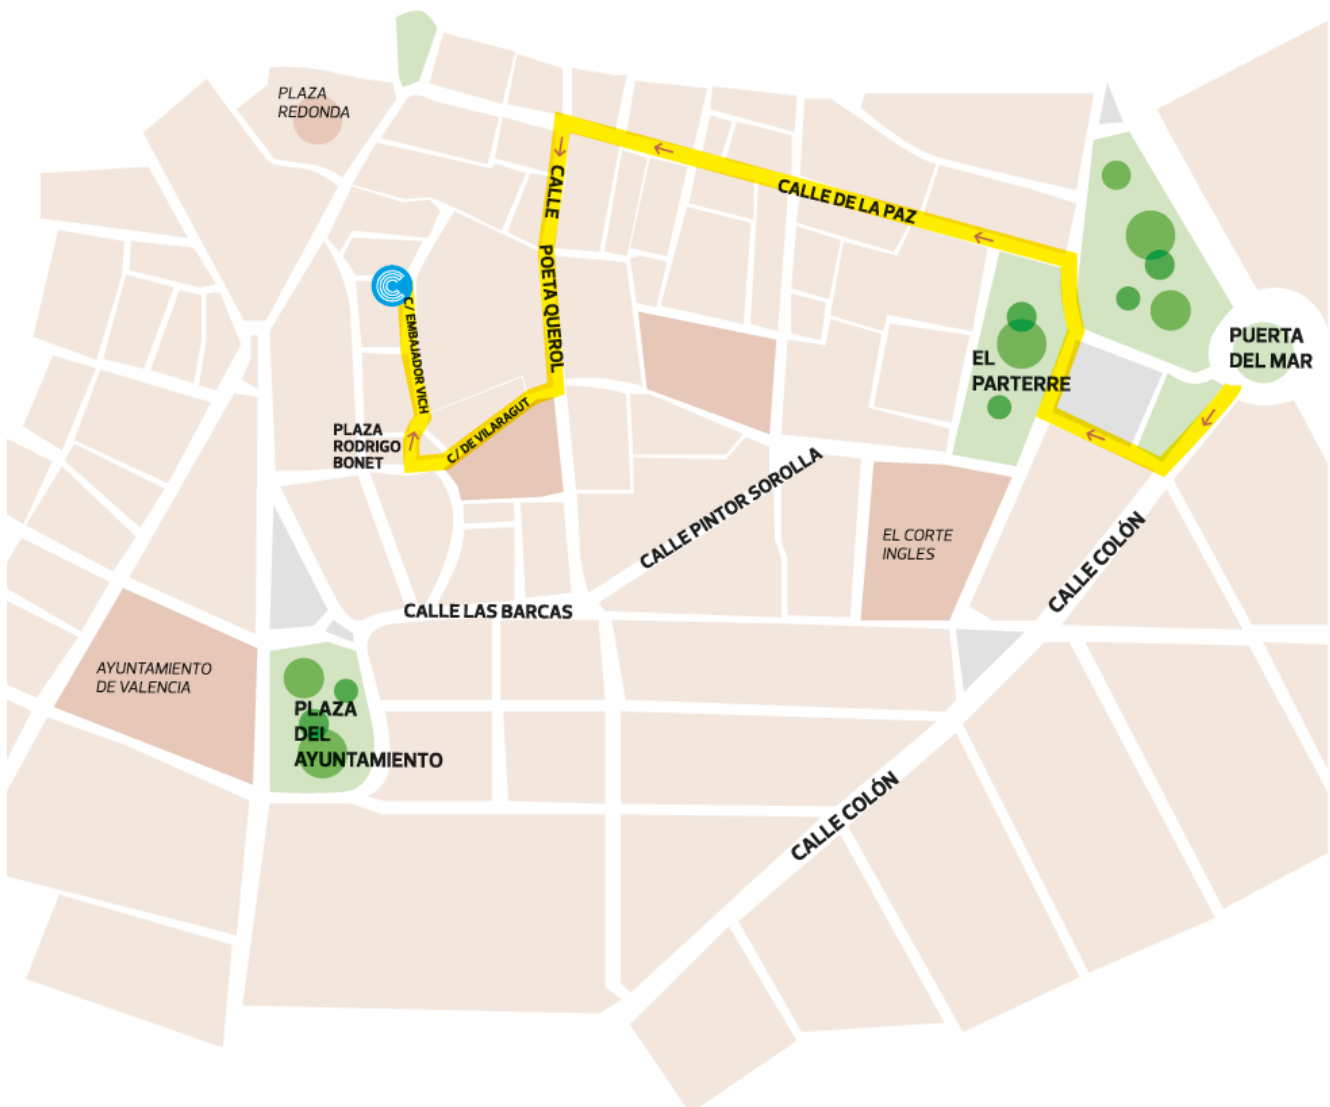 PLAZA
REDONDA
CALLE DE LA PAZ
CALLE
POETA QUEROL
C/ EMBAJADOR VICH
PUERTA
DEL MAR
EL
PARTERRE
C/ DE VILARAGUT
PLAZA
RODRIGO
BONET
CALLE PINTOR SOROLLA
EL CORTE
INGLES
CALLE COLÓN
CALLE LAS BARCAS
AYUNTAMIENTO
DE VALENCIA
PLAZA
DEL
AYUNTAMIENTO
CALLE COLÓN